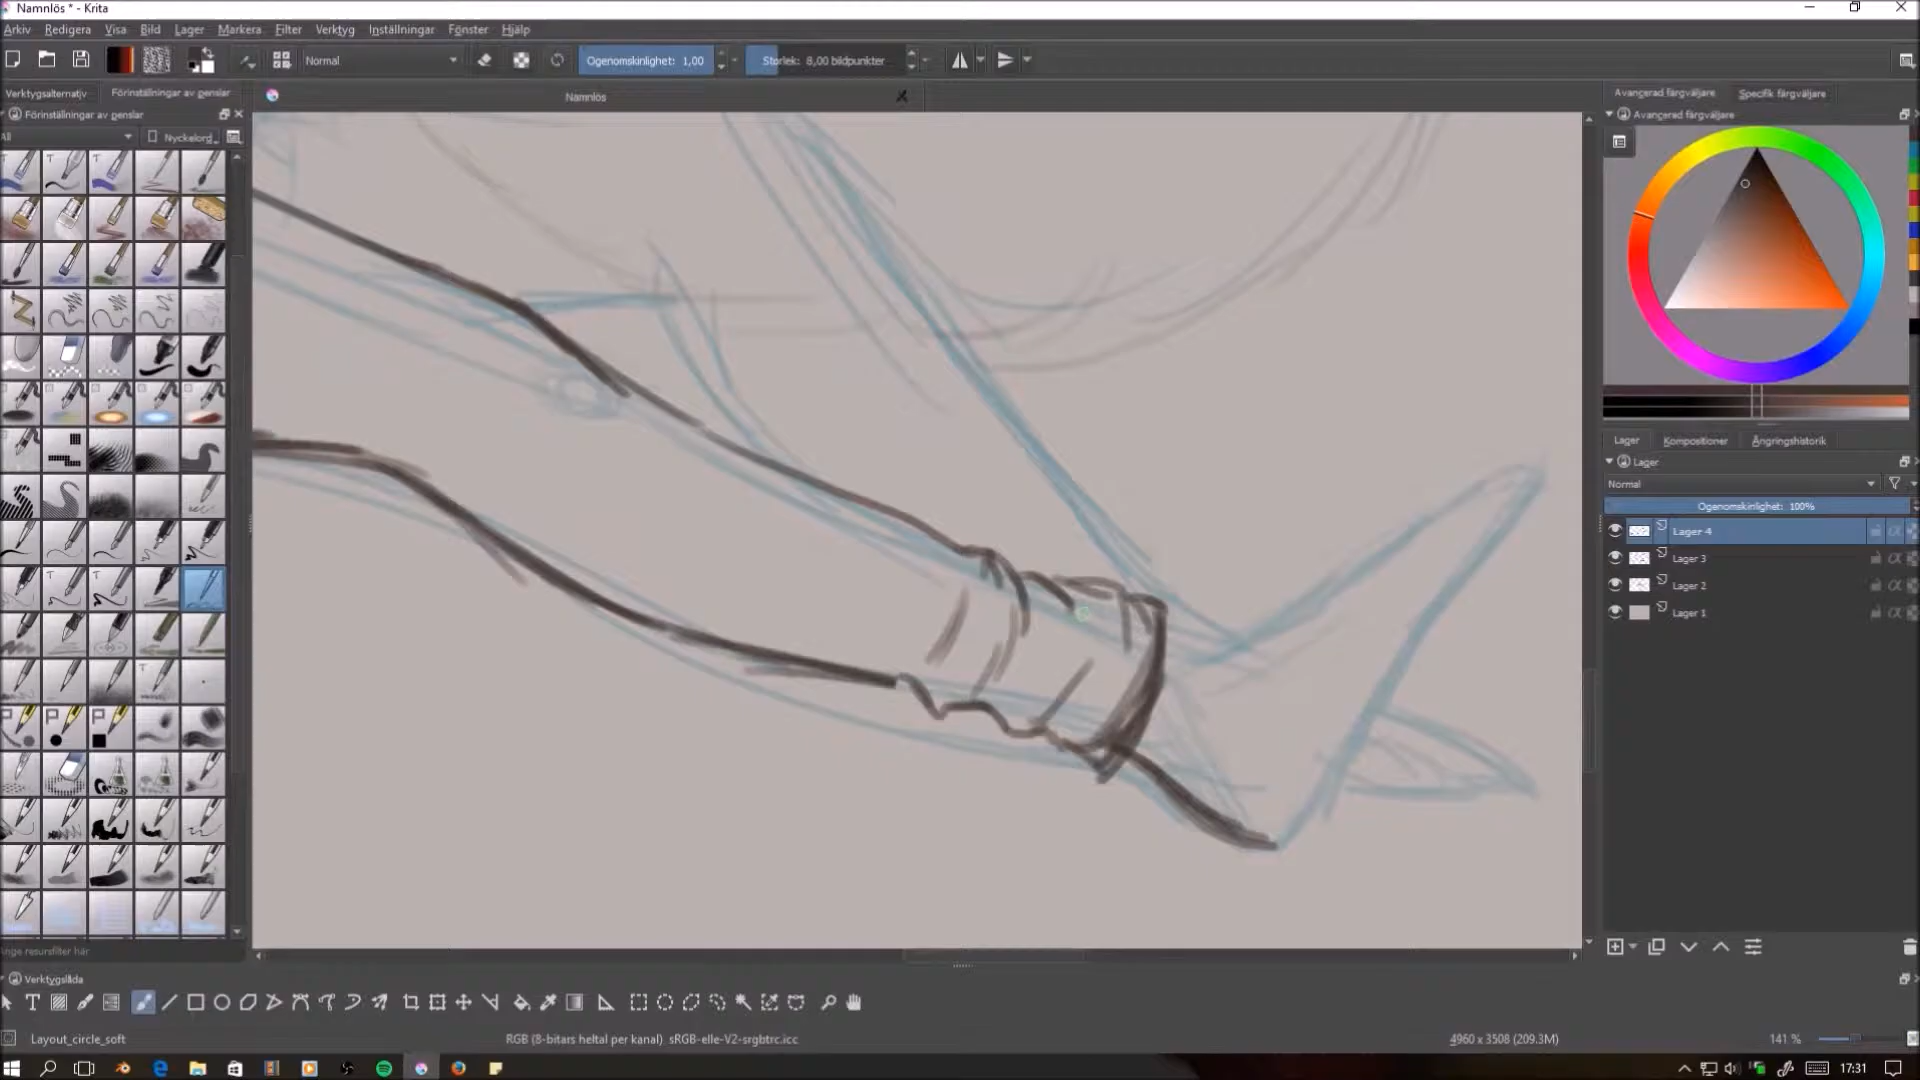 Namnlös * - Krita
Arkiv Redigera Visa Bild Lager Markera Filter Verktyg Inställningar Fönster Hjälp
Normal Ogenomskinlighet: 1,00 Storlek: 8,00 bildpunkter
Verktygsalternativ Förinställningar av penslar
Namnlös
Avancerad färgväljare Specifik färgväljare
Förinställningar av penslar
Avancerad färgväljare
All Nyckelord
Lager Kompositioner Ångringshistorik
Lager
Normal
Ogenomskinlighet: 100%
Lager 4
Lager 3
Lager 2
Lager 1
Ange resursfilter här
Verktygslåda
Layout_circle_soft
RGB (8-bitars heltal per kanal) sRGB-elle-V2-srgbtrc.icc
4960 x 3508 (209.3M)
141 %
17:31